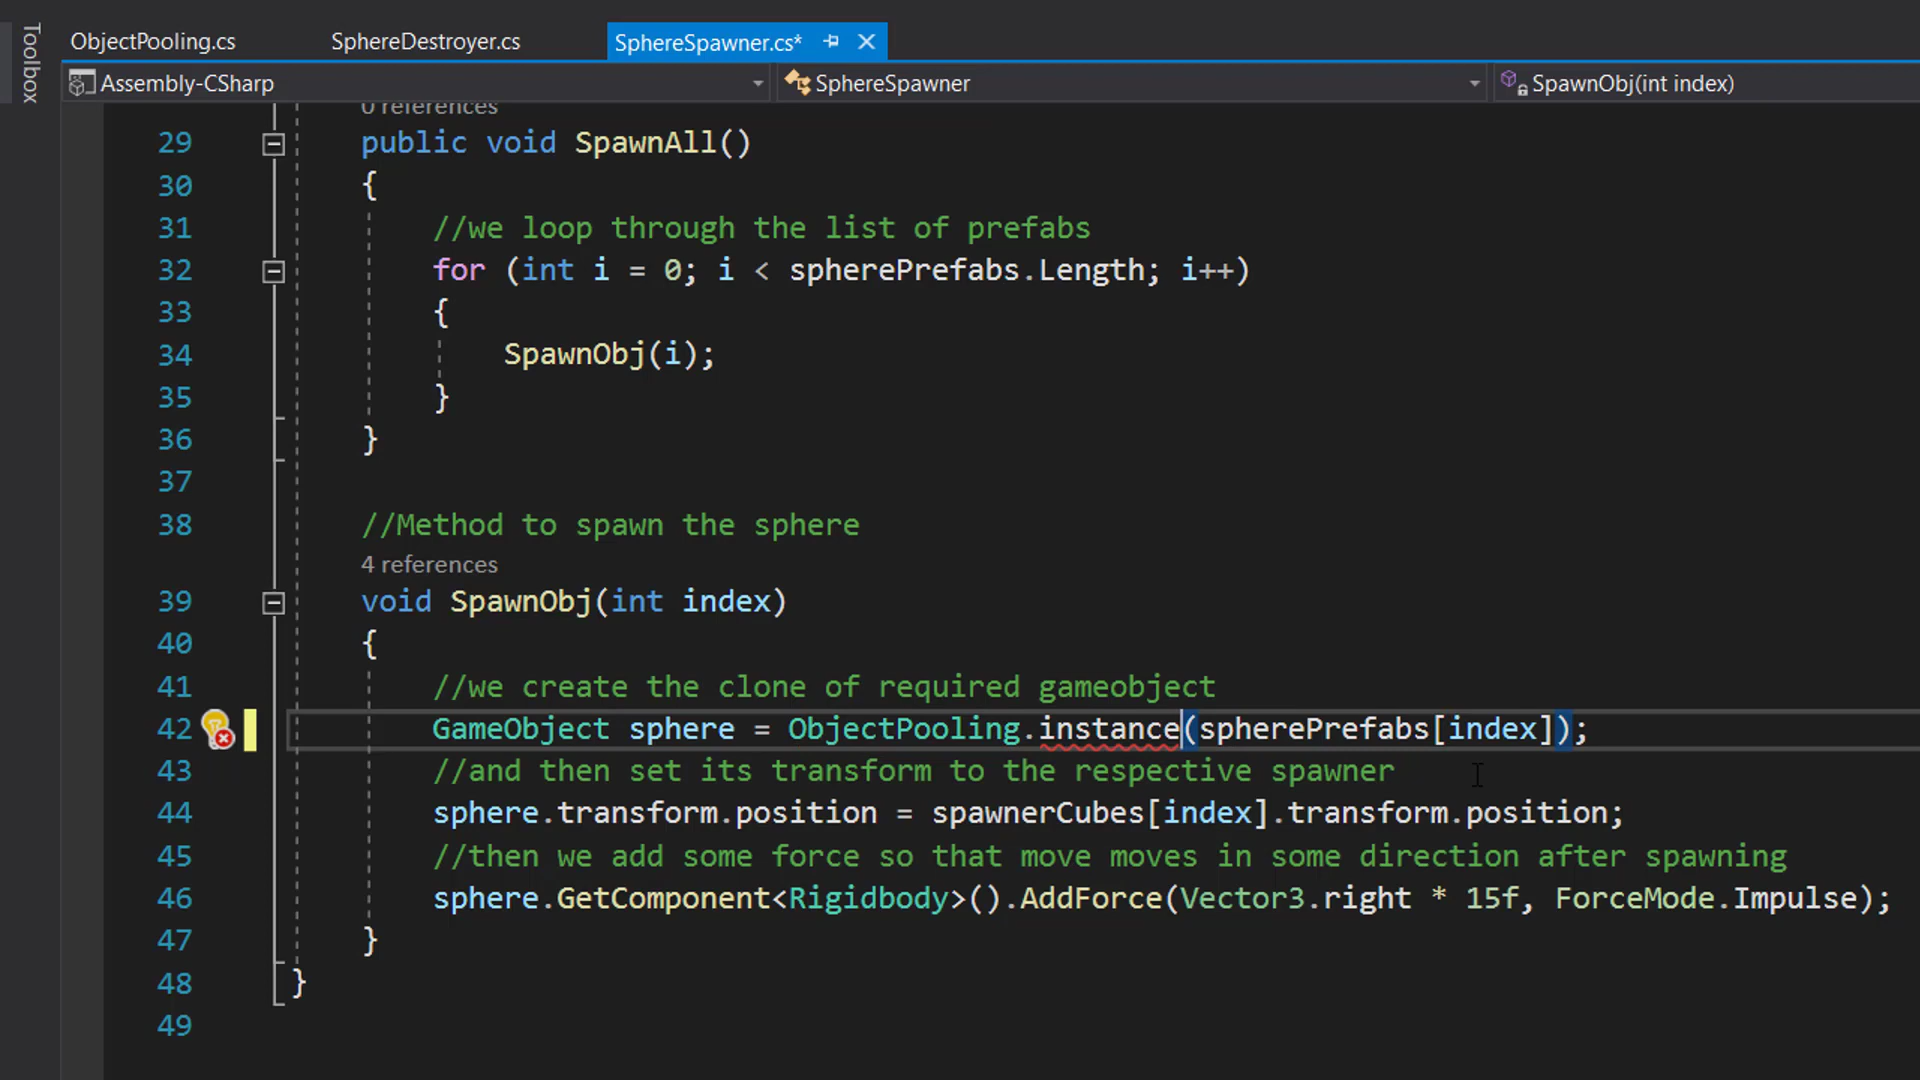 Toolbox
ObjectPooling.cs SphereDestroyer.cs SphereSpawner.cs*
Assembly-CSharp SphereSpawner SpawnObj(int index)
0 references
29 public void SpawnAll()
30 {
31 //we loop through the list of prefabs
32 for (int i = 0; i < spherePrefabs.Length; i++)
33 {
34 SpawnObj(i);
35 }
36 }
37
38 //Method to spawn the sphere
4 references
39 void SpawnObj(int index)
40 {
41 //we create the clone of required gameobject
42 GameObject sphere = ObjectPooling.instance(spherePrefabs[index]);
43 //and then set its transform to the respective spawner
44 sphere.transform.position = spawnerCubes[index].transform.position;
45 //then we add some force so that move moves in some direction after spawning
46 sphere.GetComponent<Rigidbody>().AddForce(Vector3.right * 15f, ForceMode.Impulse);
47 }
48 }
49